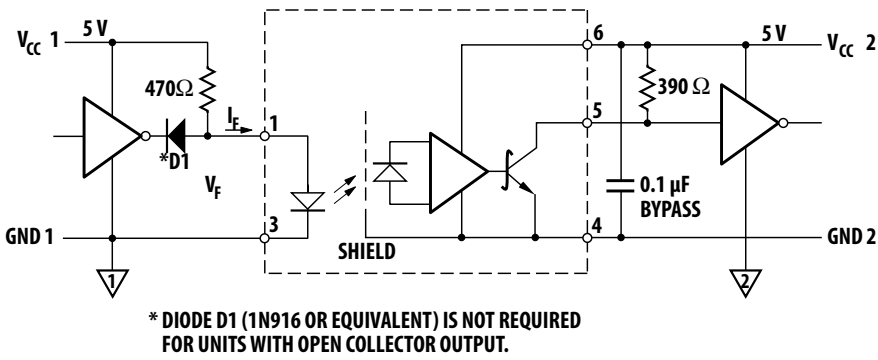 V_CC 1
5 V
470Ω
I_F
*D1
V_F
GND 1
1
1
3
SHIELD
6
5
4
5 V
V_CC 2
390 Ω
0.1 µF
BYPASS
GND 2
2
* DIODE D1 (1N916 OR EQUIVALENT) IS NOT REQUIRED
FOR UNITS WITH OPEN COLLECTOR OUTPUT.